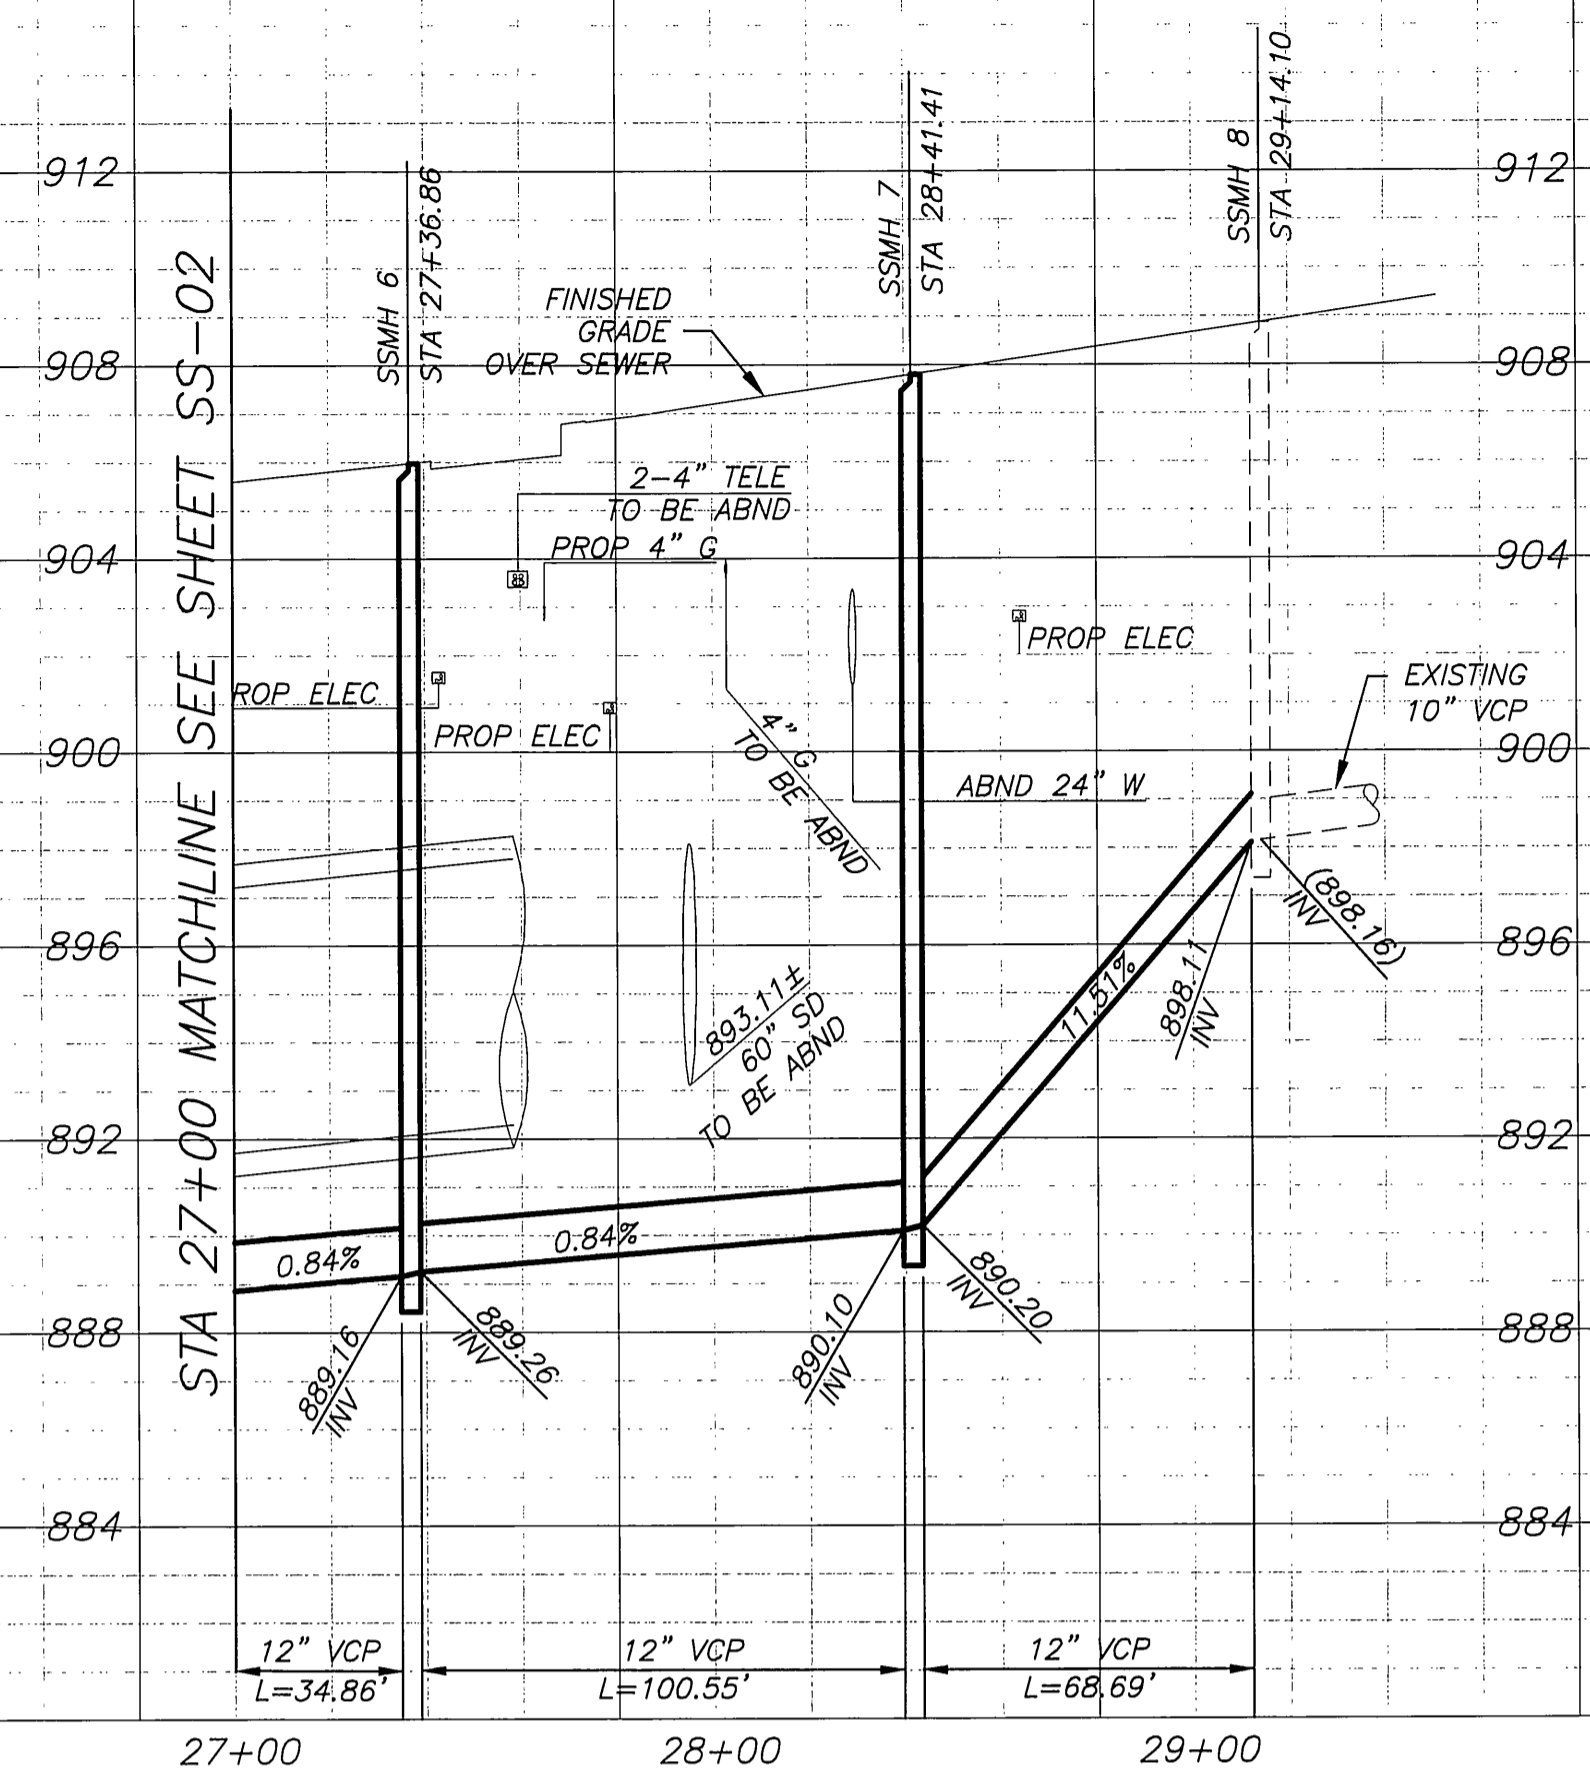 SSMH 6
STA 27+36.86
SSMH 7
STA 28+41.41
SSMH 8
STA 29+14.10
912
912
908
908
904
904
900
900
896
896
892
892
888
888
884
884
STA 27+00 MATCHLINE SEE SHEET SS-02
FINISHED
GRADE
OVER SEWER
2-4" TELE
TO BE ABND
PROP 4" G
4" G
TO BE ABND
ROP ELEC
PROP ELEC
PROP ELEC
ABND 24" W
EXISTING
10" VCP
893.11±
60" SD
TO BE ABND
(898.16)
INV
898.11
INV
11.51%
0.84%
0.84%
889.16
INV
889.26
INV
890.10
INV
890.20
INV
12" VCP
L=34.86'
12" VCP
L=100.55'
12" VCP
L=68.69'
27+00
28+00
29+00